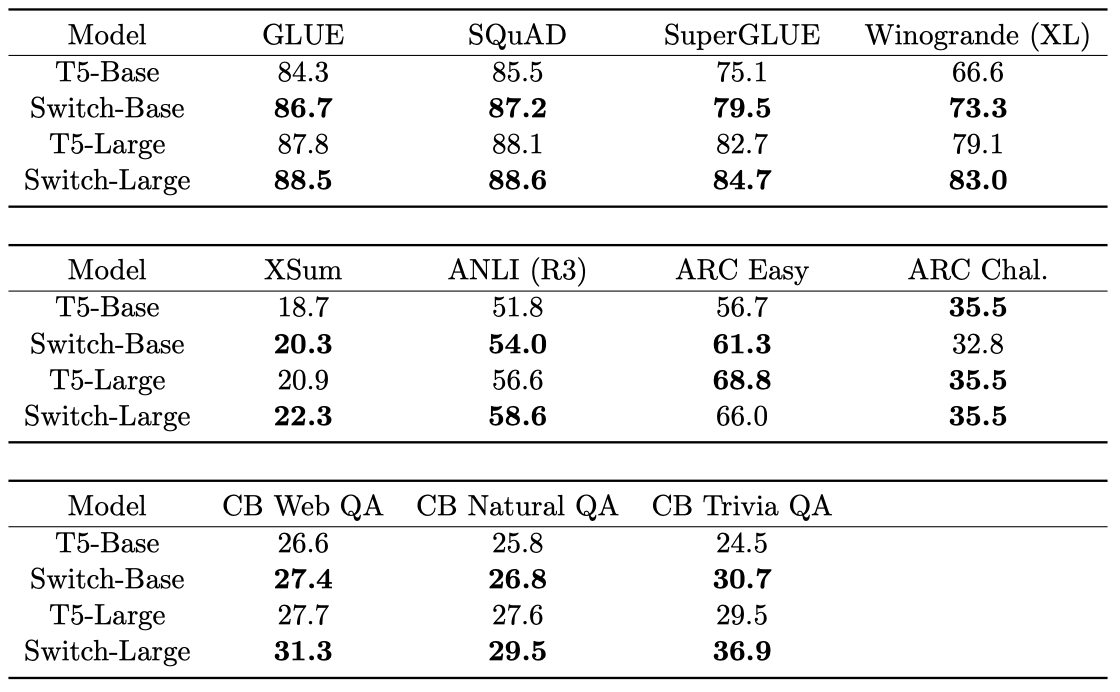 Model GLUE SQuAD SuperGLUE Winogrande (XL)
T5-Base 84.3 85.5 75.1 66.6
Switch-Base 86.7 87.2 79.5 73.3
T5-Large 87.8 88.1 82.7 79.1
Switch-Large 88.5 88.6 84.7 83.0
Model XSum ANLI (R3) ARC Easy ARC Chal.
T5-Base 18.7 51.8 56.7 35.5
Switch-Base 20.3 54.0 61.3 32.8
T5-Large 20.9 56.6 68.8 35.5
Switch-Large 22.3 58.6 66.0 35.5
Model CB Web QA CB Natural QA CB Trivia QA
T5-Base 26.6 25.8 24.5
Switch-Base 27.4 26.8 30.7
T5-Large 27.7 27.6 29.5
Switch-Large 31.3 29.5 36.9